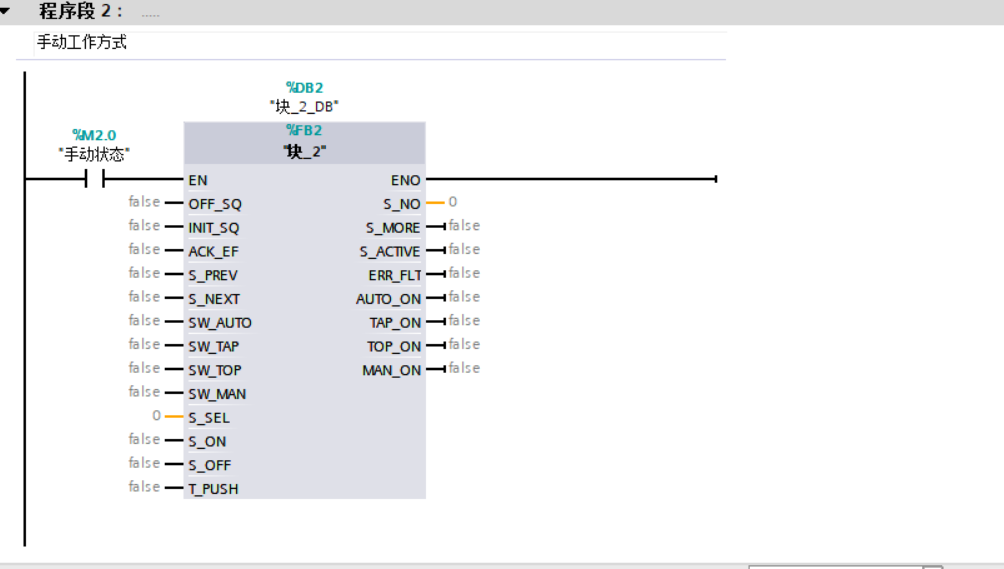 程序段 2： .....
手动工作方式
%DB2
"块_2_DB"
%M2.0
"手动状态"
%FB2
"块_2"
EN ENO
false OFF_SQ S_NO 0
false INIT_SQ S_MORE false
false ACK_EF S_ACTIVE false
false S_PREV ERR_FLT false
false S_NEXT AUTO_ON false
false SW_AUTO TAP_ON false
false SW_TAP TOP_ON false
false SW_TOP MAN_ON false
false SW_MAN
0 S_SEL
false S_ON
false S_OFF
false T_PUSH